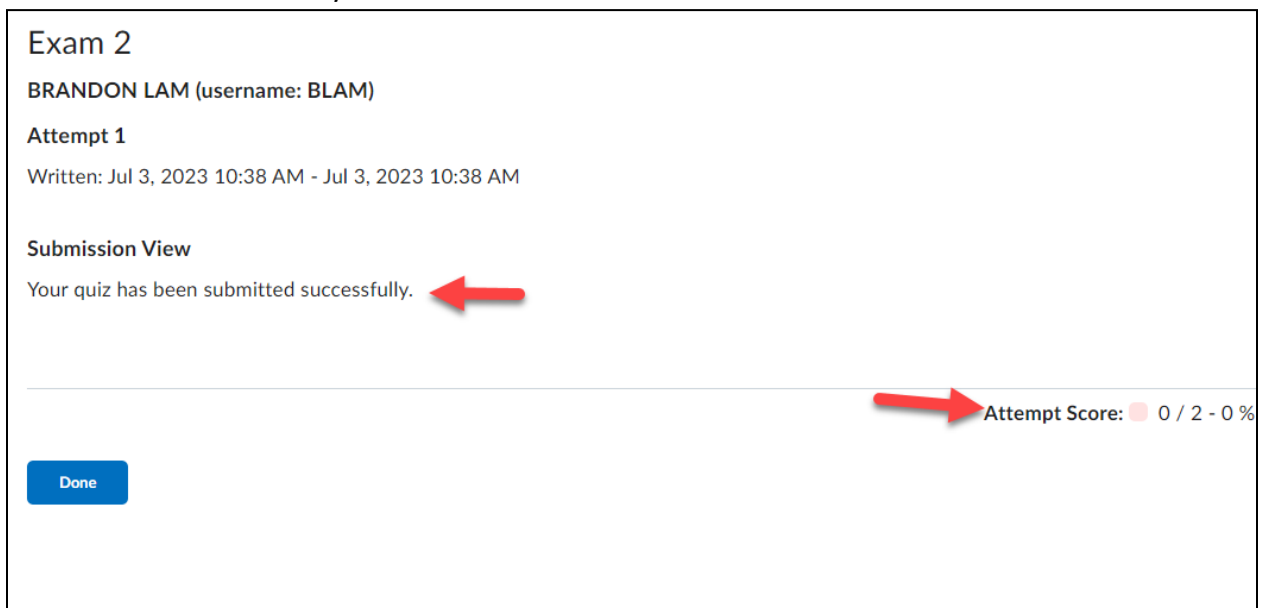 Exam 2
BRANDON LAM (username: BLAM)
Attempt 1
Written: Jul 3, 2023 10:38 AM - Jul 3, 2023 10:38 AM
Submission View
Your quiz has been submitted successfully.
Attempt Score: 0 / 2 - 0 %
Done